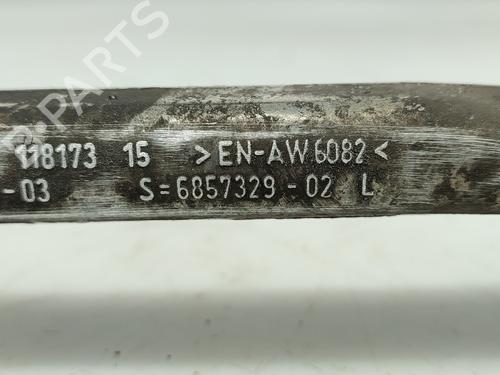 B-PARTS
118173 15 >EN-AW6082<
-03 S=6857329-02 L